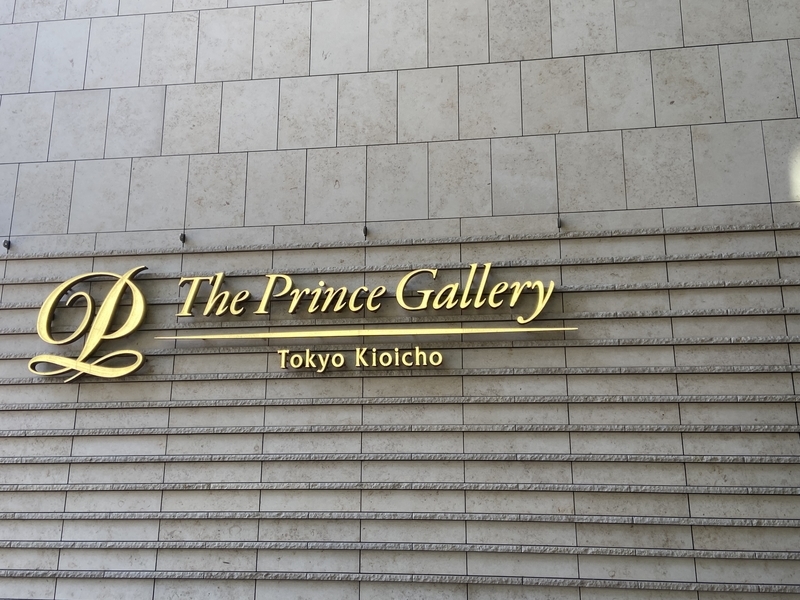 P
The Prince Gallery
Tokyo Kioicho